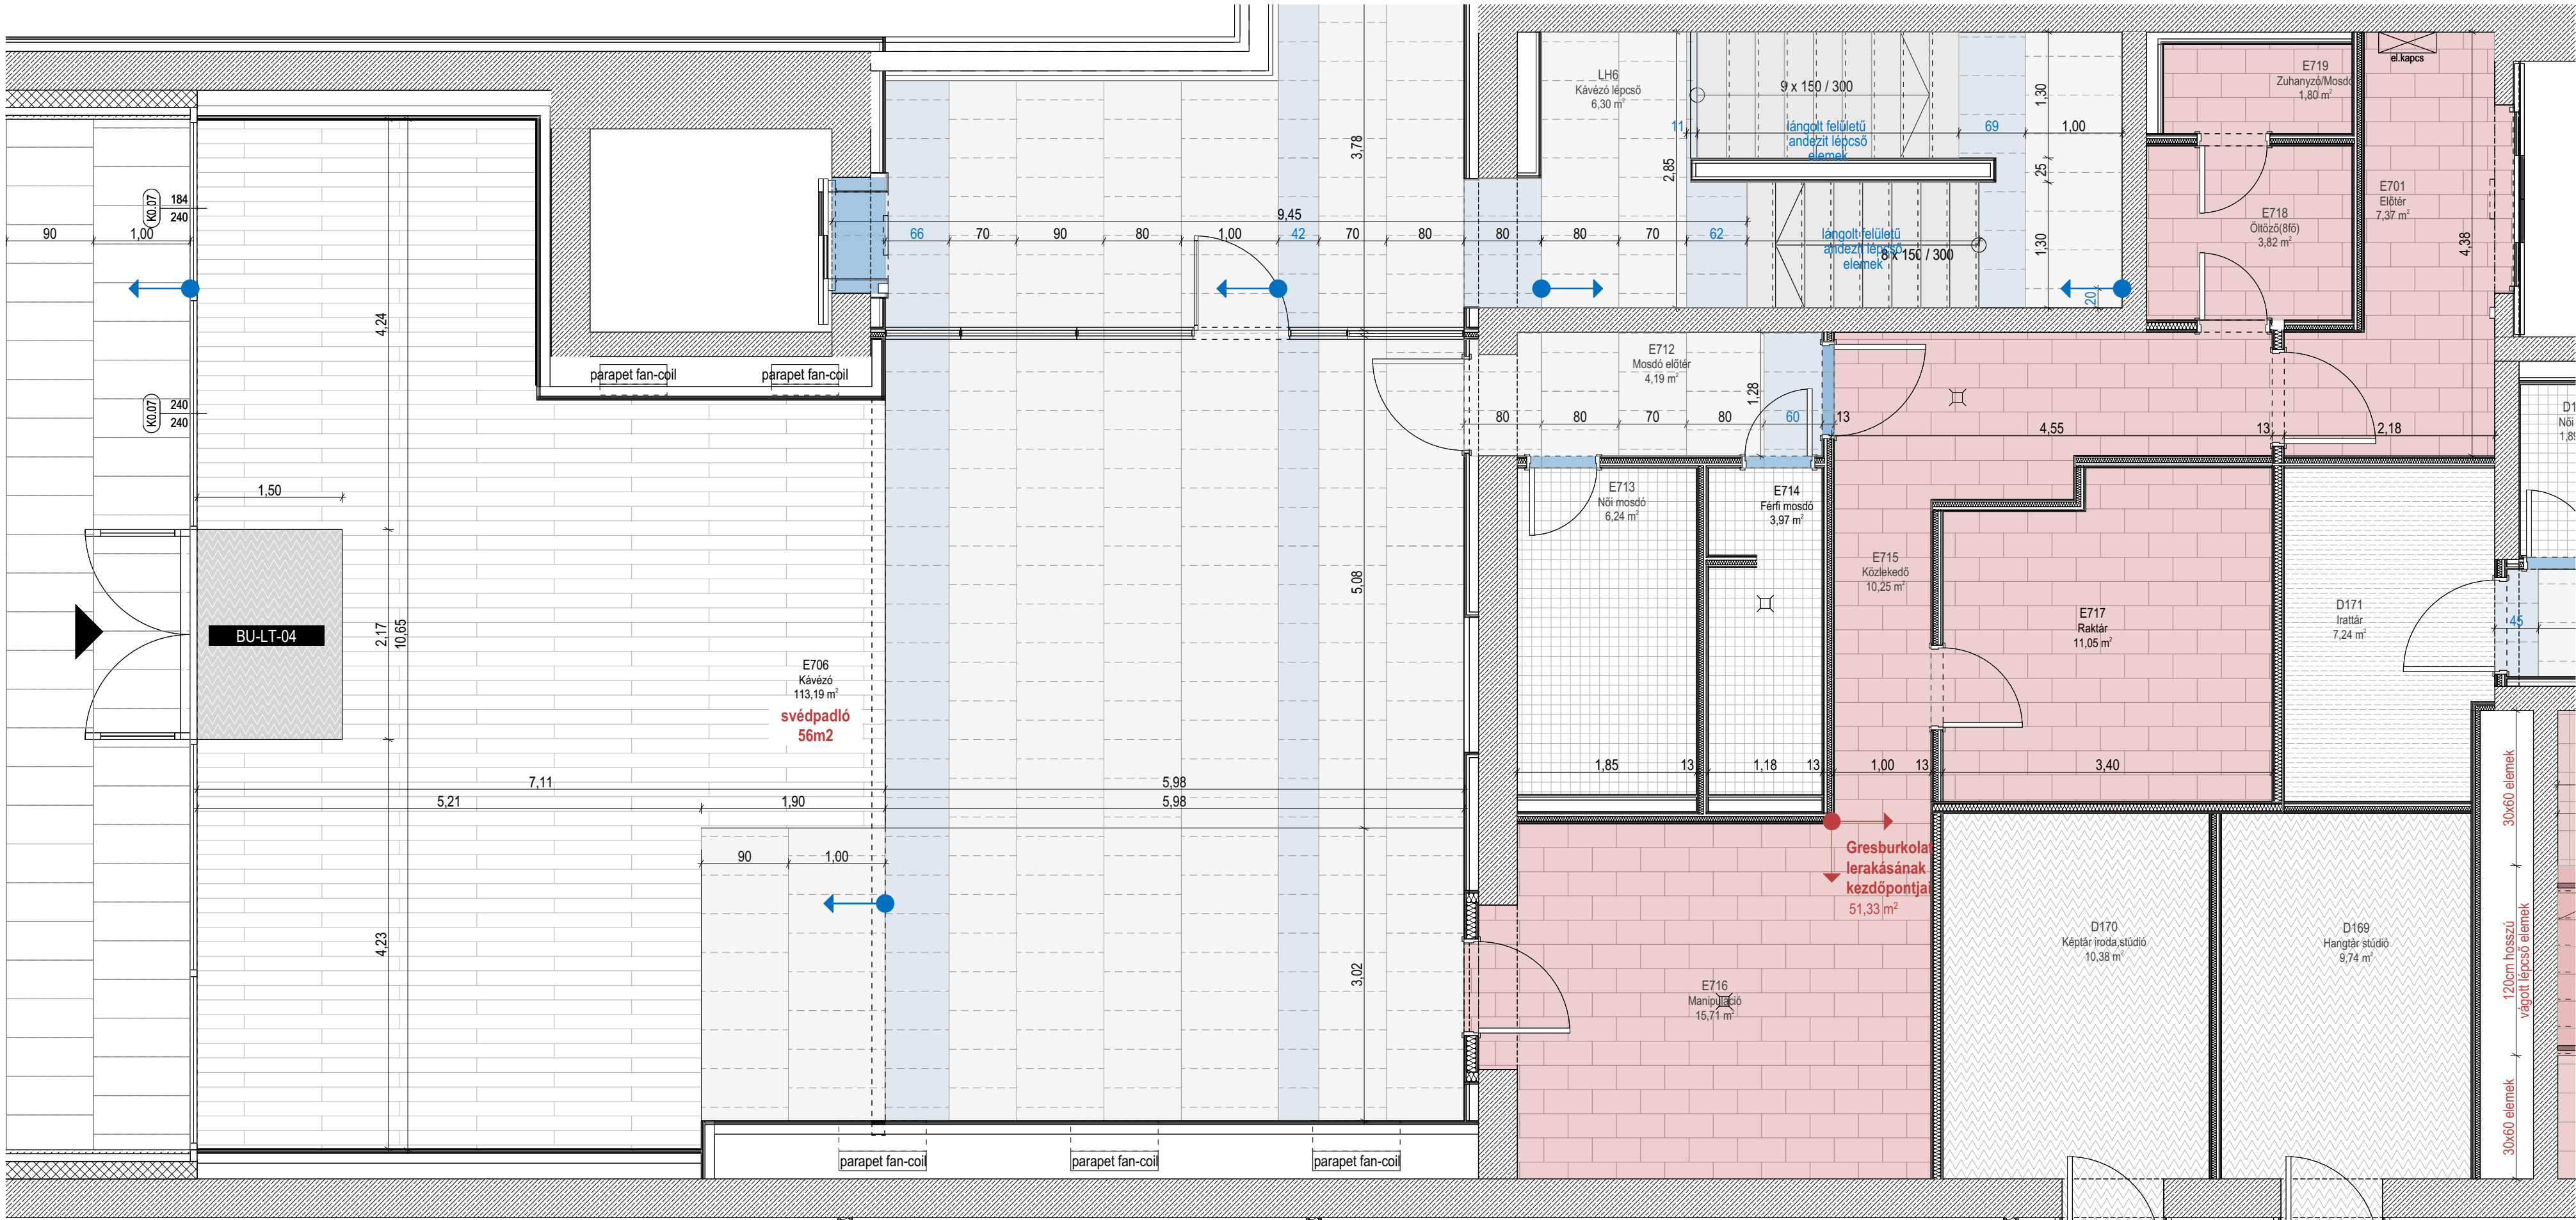 LH6
Kávézó lépcső
6,30 m²
9 x 150 / 300
lángolt felületű
andezit lépcső
elemek
11
69
1,00
1,30
25
1,30
20
2,85
3,78
E719
Zuhanyzó/Mosdó
1,80 m²
el.kapcs
E701
Előtér
7,37 m²
E718
Öltöző(8fő)
3,82 m²
4,38
K0.07
184
240
90
1,00
9,45
66
70
90
80
1,00
42
70
80
80
80
70
62
lángolt felületű
andezit lépcső
elemek
8 x 150 / 300
4,24
parapet fan-coil
parapet fan-coil
E712
Mosdó előtér
4,19 m²
1,28
K0.07
240
240
80
80
70
80
60
13
4,55
13
2,18
D1
Női
1,89
1,50
E713
Női mosdó
6,24 m²
E714
Férfi mosdó
3,97 m²
E715
Közlekedő
10,25 m²
5,08
BU-LT-04
2,17
10,65
E717
Raktár
11,05 m²
D171
Irattár
7,24 m²
45
E706
Kávézó
113,19 m²
svédpadló
56m2
7,11
5,98
5,21
1,90
5,98
1,85
13
1,18
13
1,00
13
3,40
30x60 elemek
90
1,00
Gresburkolat
lerakásának
kezdőpontjai
51,33 m²
4,23
3,02
E716
Manipuláció
15,71 m²
D170
Képtár iroda,stúdió
10,38 m²
D169
Hangtár stúdió
9,74 m²
120cm hosszú
vágott lépcső elemek
30x60 elemek
parapet fan-coil
parapet fan-coil
parapet fan-coil